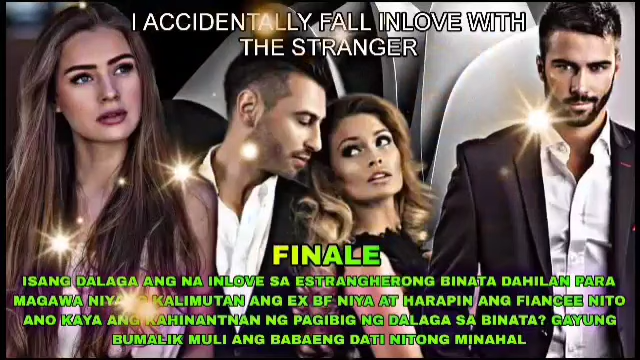 I ACCIDENTALLY FALL INLOVE WITH
THE STRANGER
FINALE
ISANG DALAGA ANG NA INLOVE SA ESTRANGHERONG BINATA DAHILAN PARA
MAGAWA KALIMUTAN ANG EX BF NIYA AT HARAPIN ANG FIANCEE NITO
ANO KAYA ANG KAHINANTNAN NG PAGIBIG NG DALAGA SA BINATA? GAYUNG
BUMALIK MULI ANG BABAENG DATI NITONG MINAHAL